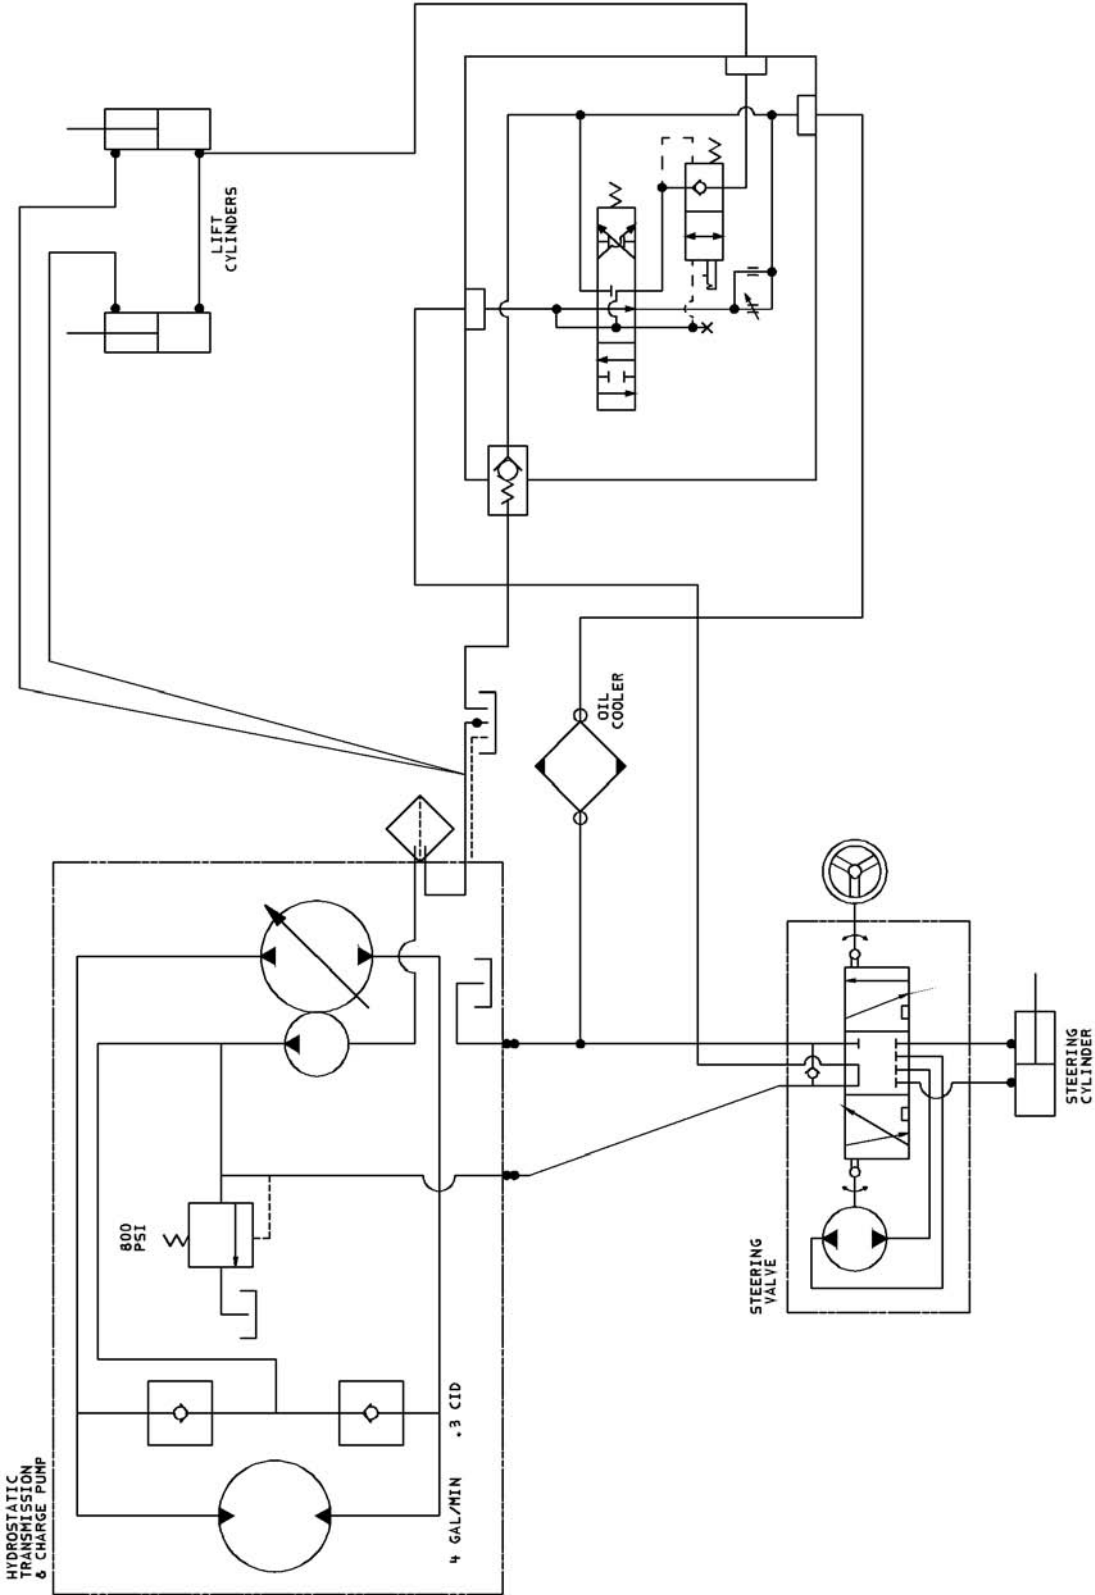 HYDROSTATIC
TRANSMISSION
& CHARGE PUMP
4 GAL/MIN .3 CID
800
PSI
LIFT
CYLINDERS
OIL
COOLER
STEERING
VALVE
STEERING
CYLINDER